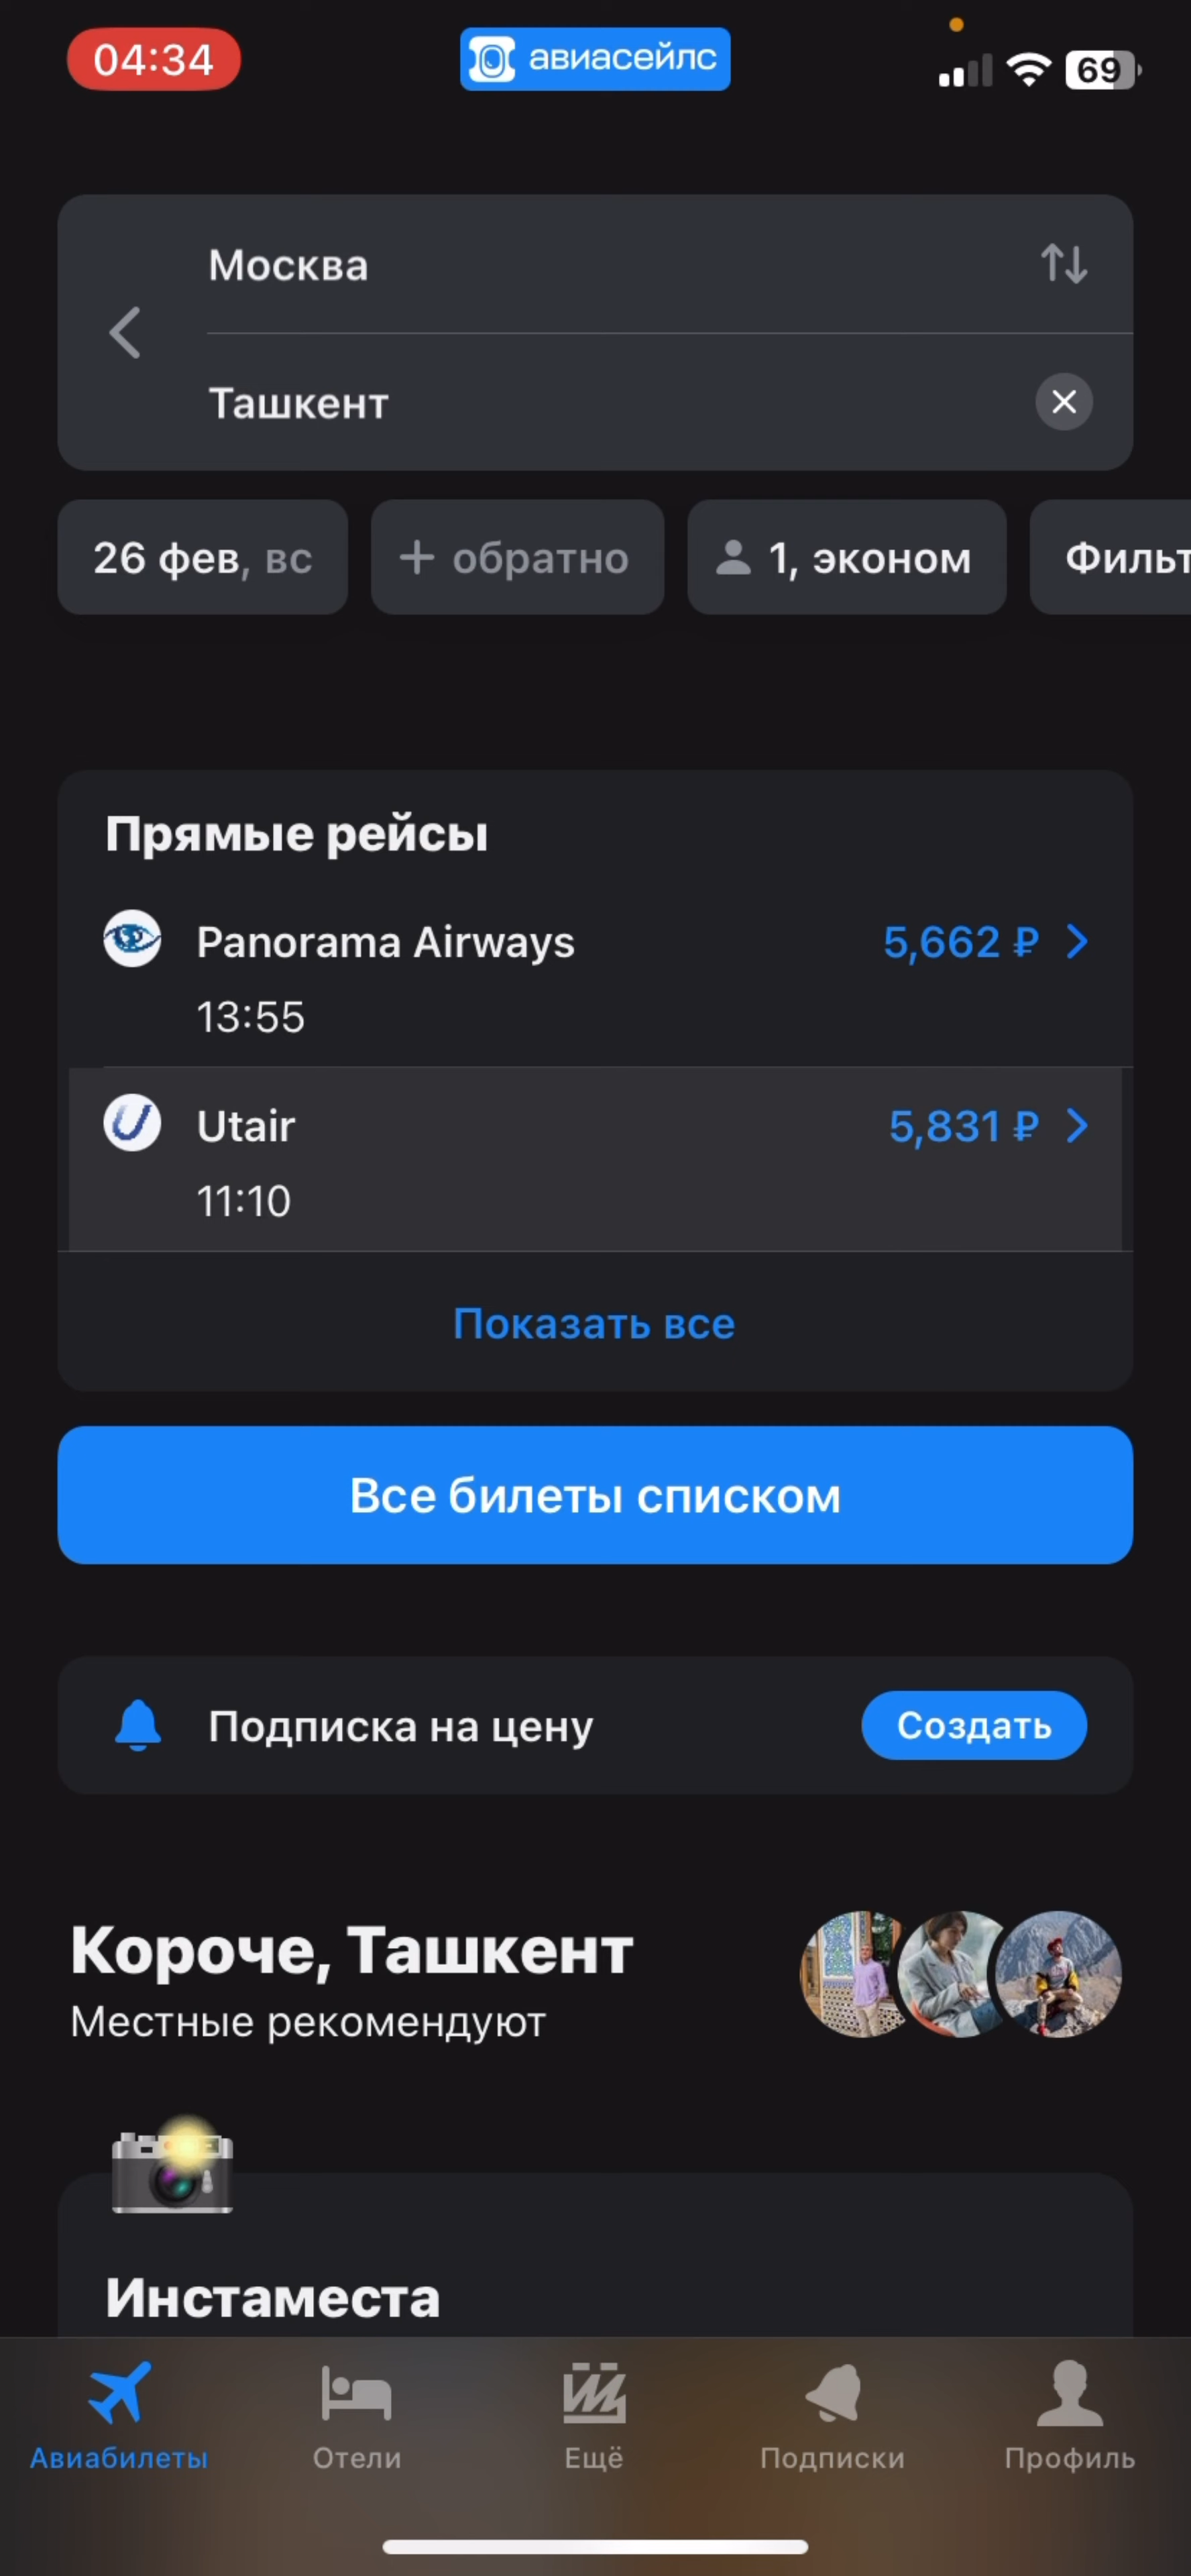 04:34
авиасейлс
69
Москва
Ташкент
26 фев, вс
+ обратно
1, эконом
Фильт
Прямые рейсы
Panorama Airways
5,662 ₽
13:55
Utair
5,831 ₽
11:10
Показать все
Все билеты списком
Подписка на цену
Создать
Короче, Ташкент
Местные рекомендуют
Инстаместа
Авиабилеты
Отели
Ещё
Подписки
Профиль